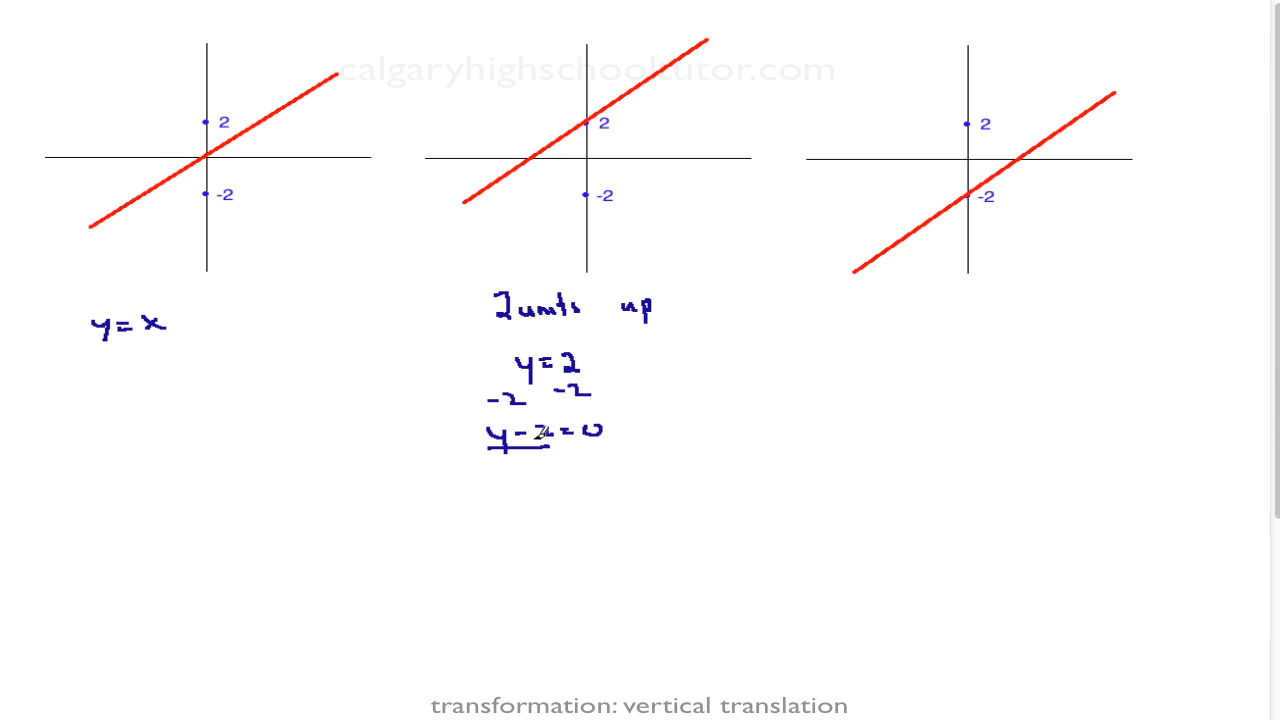 calgaryhighschooltutor.com
2
-2
2
-2
2
-2
y = x
2 units up
y = 2
-2 -2
y - 2 = 0
transformation: vertical translation